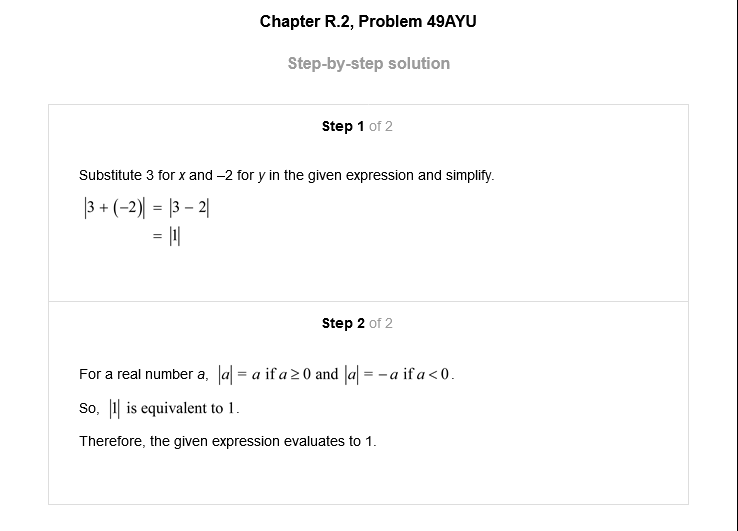 Chapter R.2, Problem 49AYU
Step-by-step solution
Step 1 of 2
Substitute 3 for x and –2 for y in the given expression and simplify.
|3 + (−2)| = |3 − 2|
= |1|
Step 2 of 2
For a real number a, |a| = a if a ≥ 0 and |a| = − a if a < 0.
So, |1| is equivalent to 1.
Therefore, the given expression evaluates to 1.